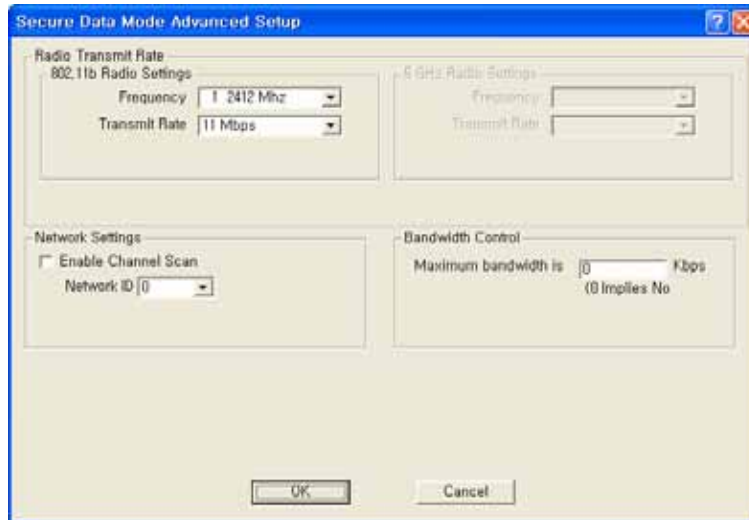 Secure Data Mode Advanced Setup
Radio Transmit Rate
802.11b Radio Settings
Frequency 1 2412 Mhz
Transmit Rate 11 Mbps
5 GHz Radio Settings
Frequency
Transmit Rate
Network Settings
Enable Channel Scan
Network ID 0
Bandwidth Control
Maximum bandwidth is 0 Kbps
(0 Implies No
OK
Cancel